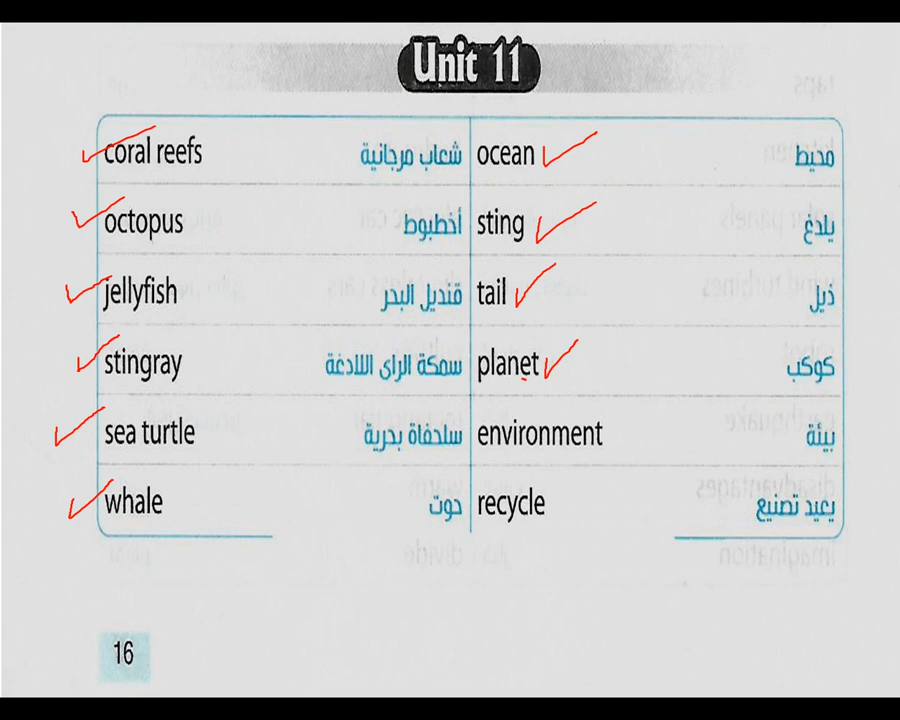 Unit 11
coral reefs شعاب مرجانية ocean محيط
octopus أخطبوط sting يلدغ
jellyfish قنديل البحر tail ذيل
stingray سمكة الراى اللادغة planet كوكب
sea turtle سلحفاة بحرية environment بيئة
whale حوت recycle يعيد تصنيع
16